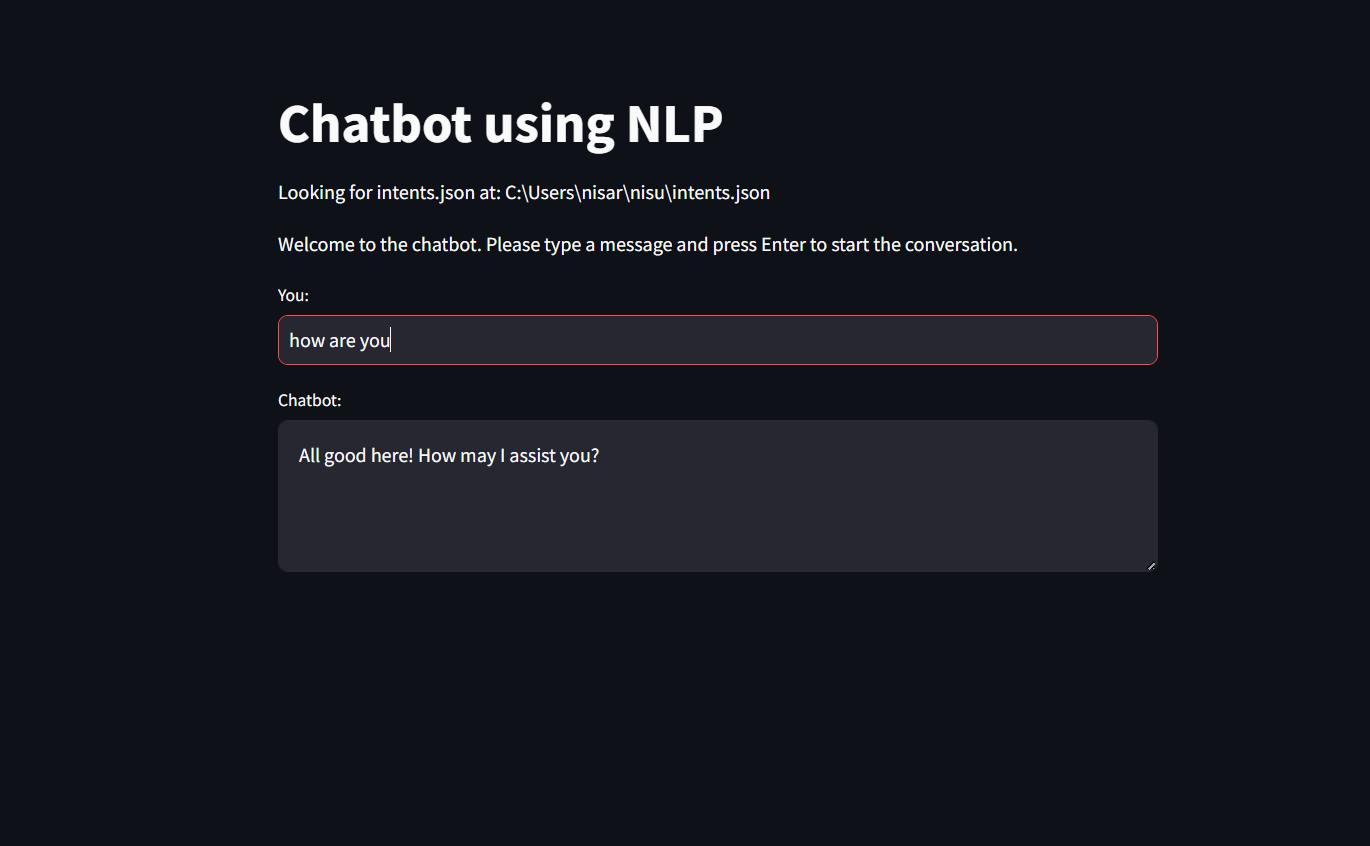 Chatbot using NLP
Looking for intents.json at: C:\Users\nisar\nisu\intents.json
Welcome to the chatbot. Please type a message and press Enter to start the conversation.
You:
how are you
Chatbot:
All good here! How may I assist you?